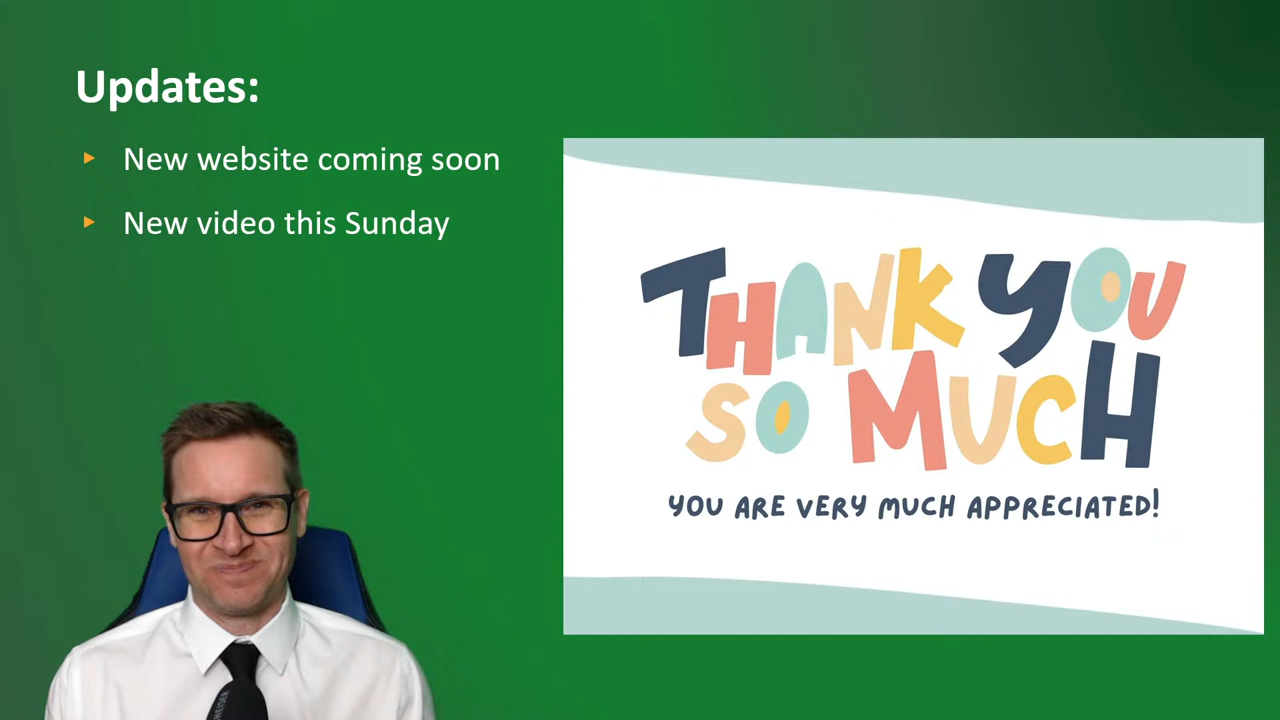 Updates:
New website coming soon
New video this Sunday
THANK YOU
SO MUCH
YOU ARE VERY MUCH APPRECIATED!